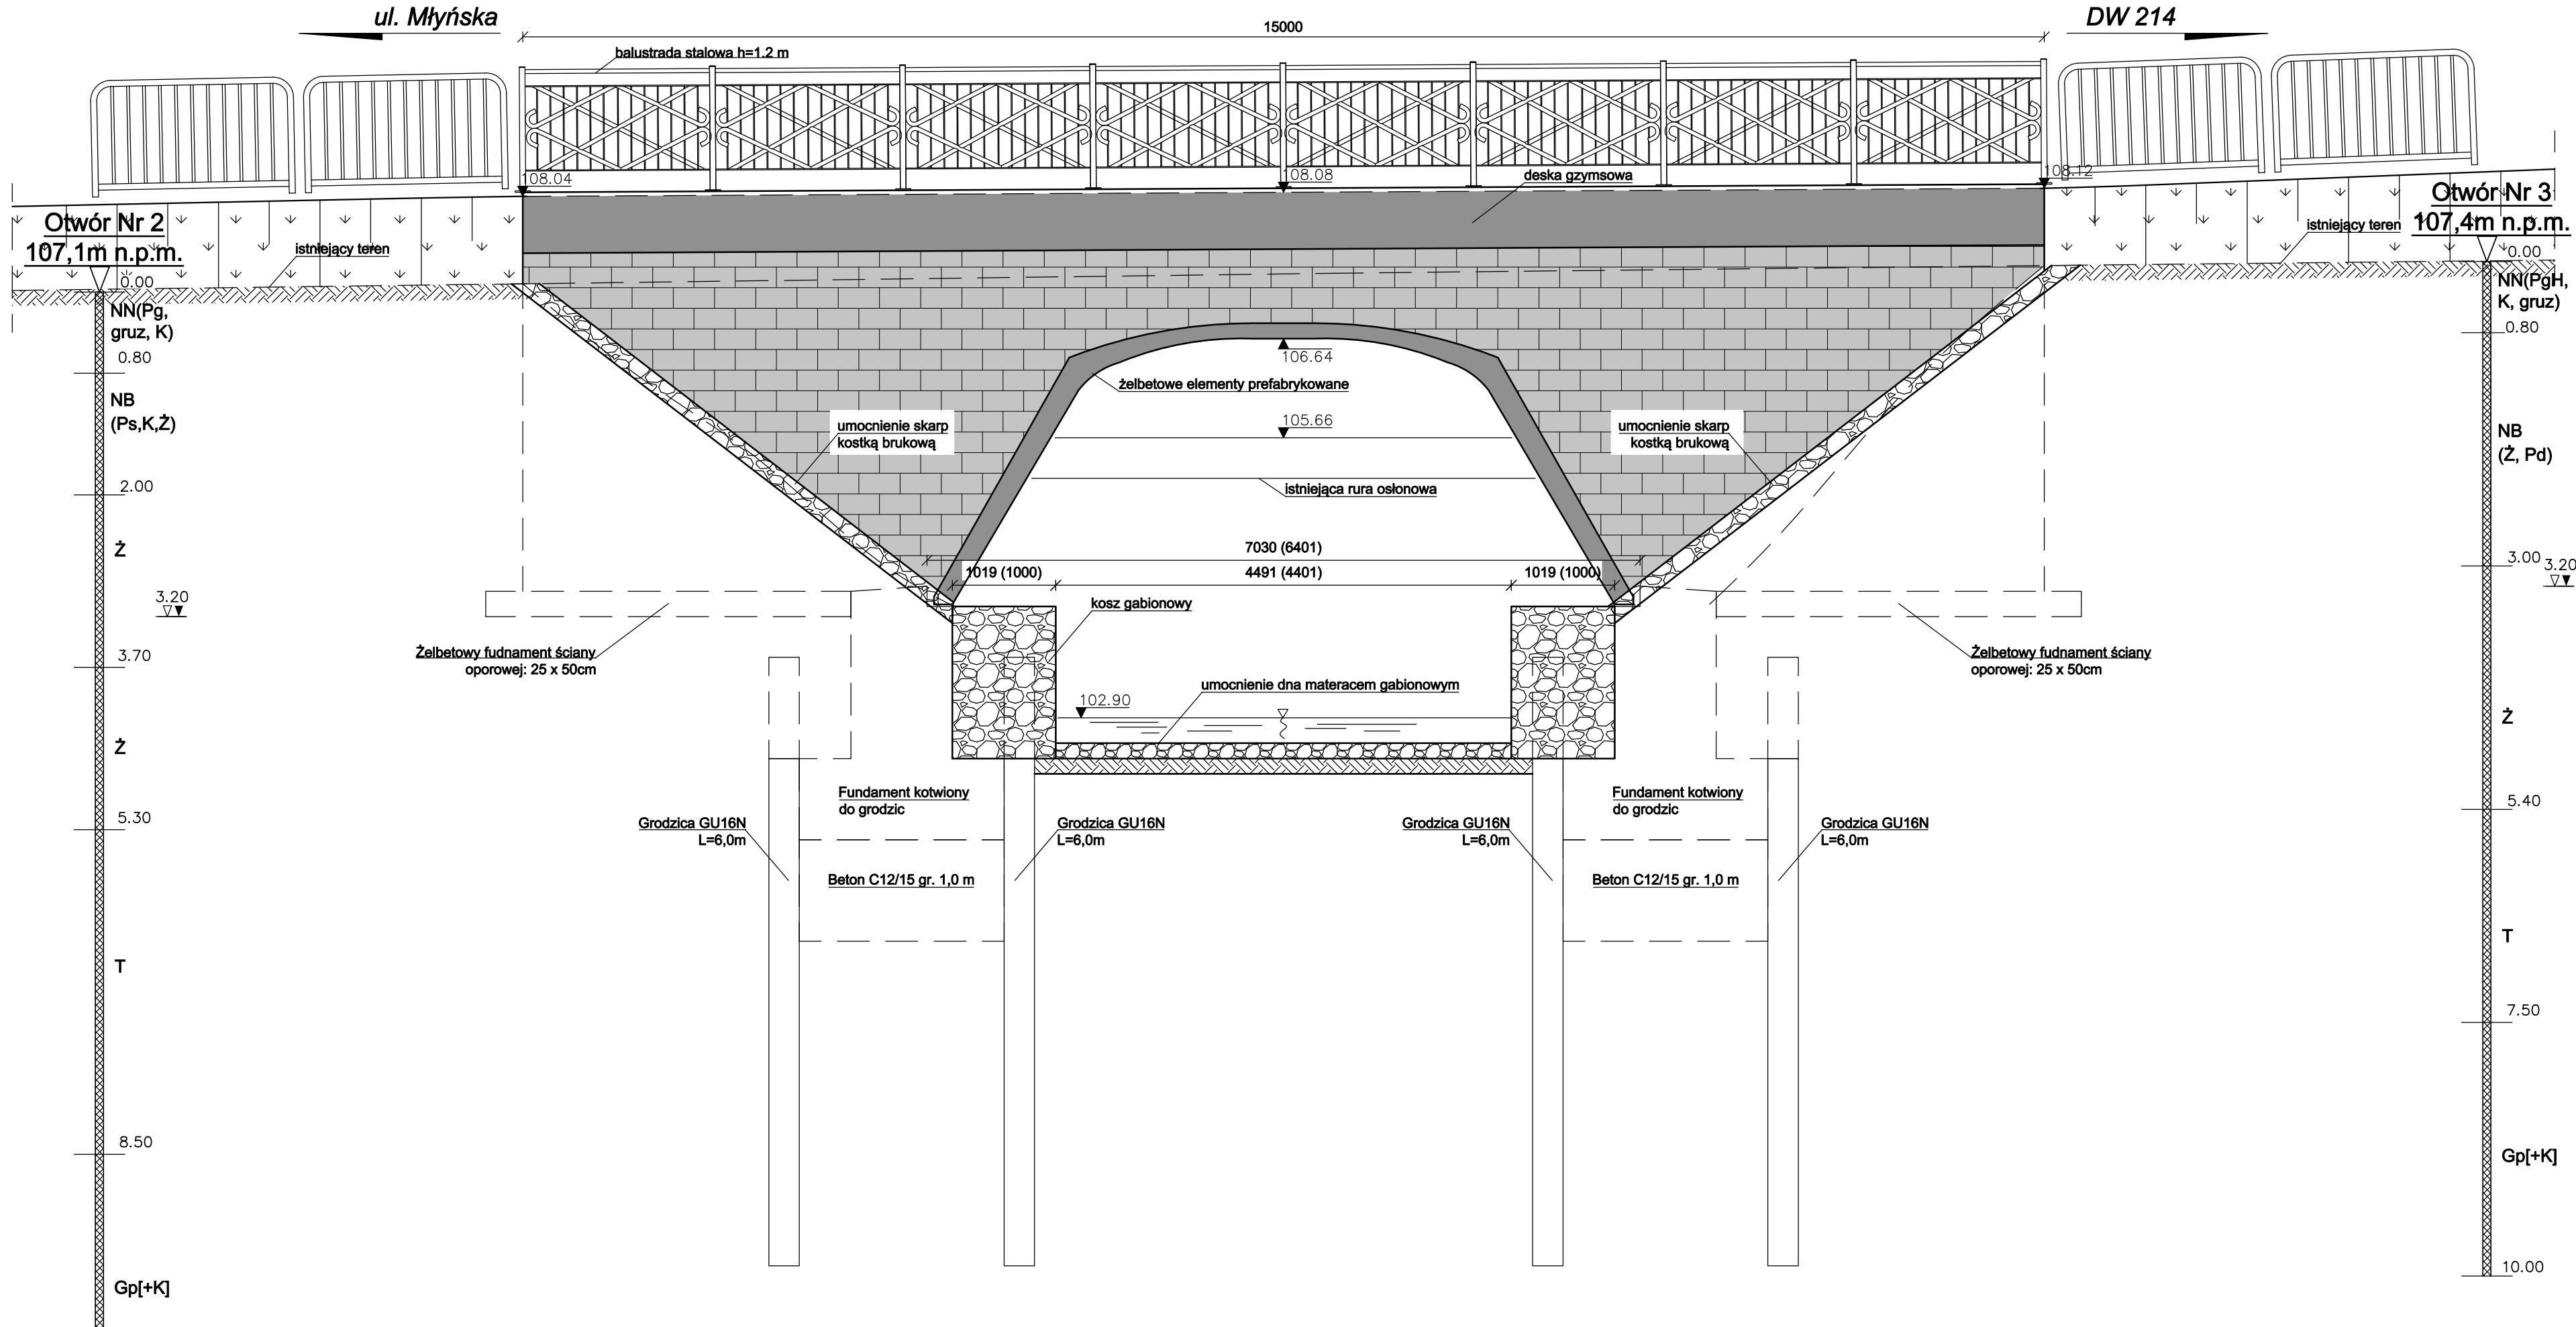 ul. Młyńska
15000
DW 214
balustrada stalowa h=1.2 m
108.04
108.08
deska gzymsowa
108.12
Otwór Nr 2
107,1m n.p.m.
0.00
istniejący teren
NN(Pg,
gruz, K)
0.80
NB
(Ps,K,Ż)
2.00
Ż
3.20
3.70
Ż
5.30
T
8.50
Gp[+K]
106.64
żelbetowe elementy prefabrykowane
105.66
umocnienie skarp
kostką brukową
umocnienie skarp
kostką brukową
istniejąca rura osłonowa
7030 (6401)
1019 (1000)
4491 (4401)
1019 (1000)
kosz gabionowy
Żelbetowy fudnament ściany
oporowej: 25 x 50cm
Żelbetowy fudnament ściany
oporowej: 25 x 50cm
umocnienie dna materacem gabionowym
102.90
Fundament kotwiony
do grodzic
Fundament kotwiony
do grodzic
Grodzica GU16N
L=6,0m
Grodzica GU16N
L=6,0m
Grodzica GU16N
L=6,0m
Grodzica GU16N
L=6,0m
Beton C12/15 gr. 1,0 m
Beton C12/15 gr. 1,0 m
Otwór Nr 3
107,4m n.p.m.
istniejący teren
0.00
NN(PgH,
K, gruz)
0.80
NB
(Ż, Pd)
3.00
3.20
Ż
5.40
T
7.50
Gp[+K]
10.00